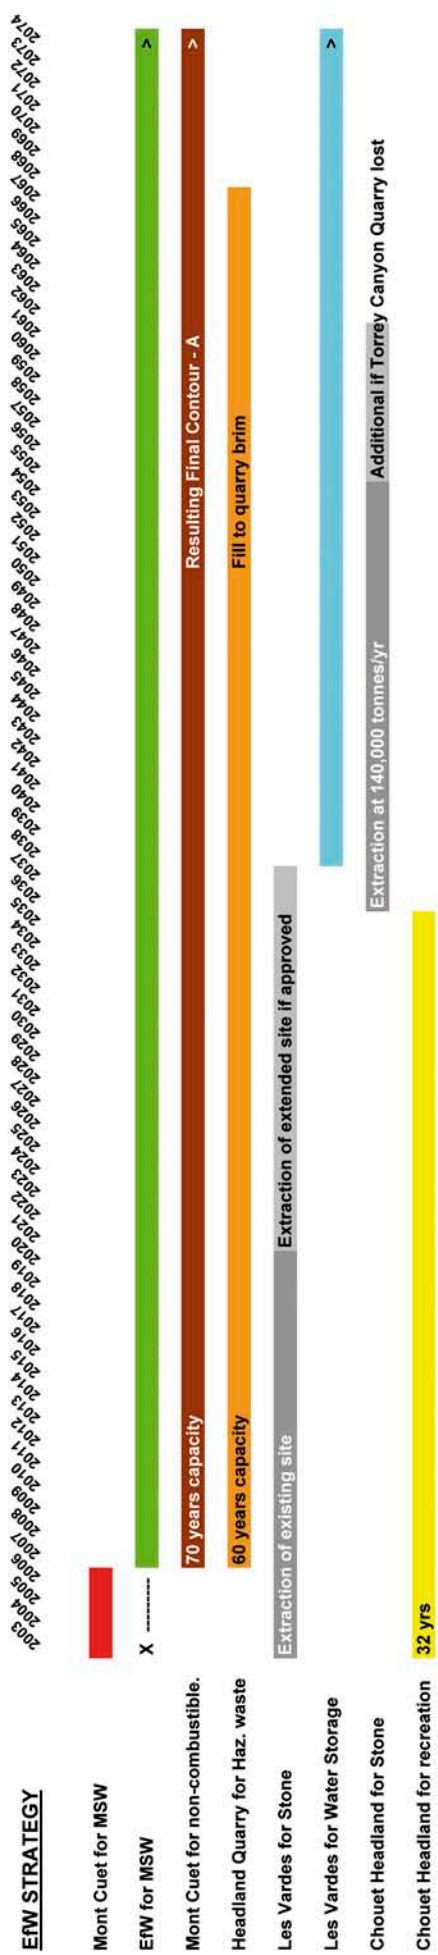 EfW STRATEGY
2003 2004 2005 2006 2007 2008 2009 2010 2011 2012 2013 2014 2015 2016 2017 2018 2019 2020 2021 2022 2023 2024 2025 2026 2027 2028 2029 2030 2031 2032 2033 2034 2035 2036 2037 2038 2039 2040 2041 2042 2043 2044 2045 2046 2047 2048 2049 2050 2051 2052 2053 2054 2055 2056 2057 2058 2059 2060 2061 2062 2063 2064 2065 2066 2067 2068 2069 2070 2071 2072 2073 2074
Mont Cuet for MSW
EfW for MSW X --------- >
Mont Cuet for non-combustible. 70 years capacity Resulting Final Contour - A >
Headland Quarry for Haz. waste 60 years capacity Fill to quarry brim
Les Vardes for Stone Extraction of existing site Extraction of extended site if approved
Les Vardes for Water Storage >
Chouet Headland for Stone Extraction at 140,000 tonnes/yr Additional if Torrey Canyon Quarry lost
Chouet Headland for recreation 32 yrs